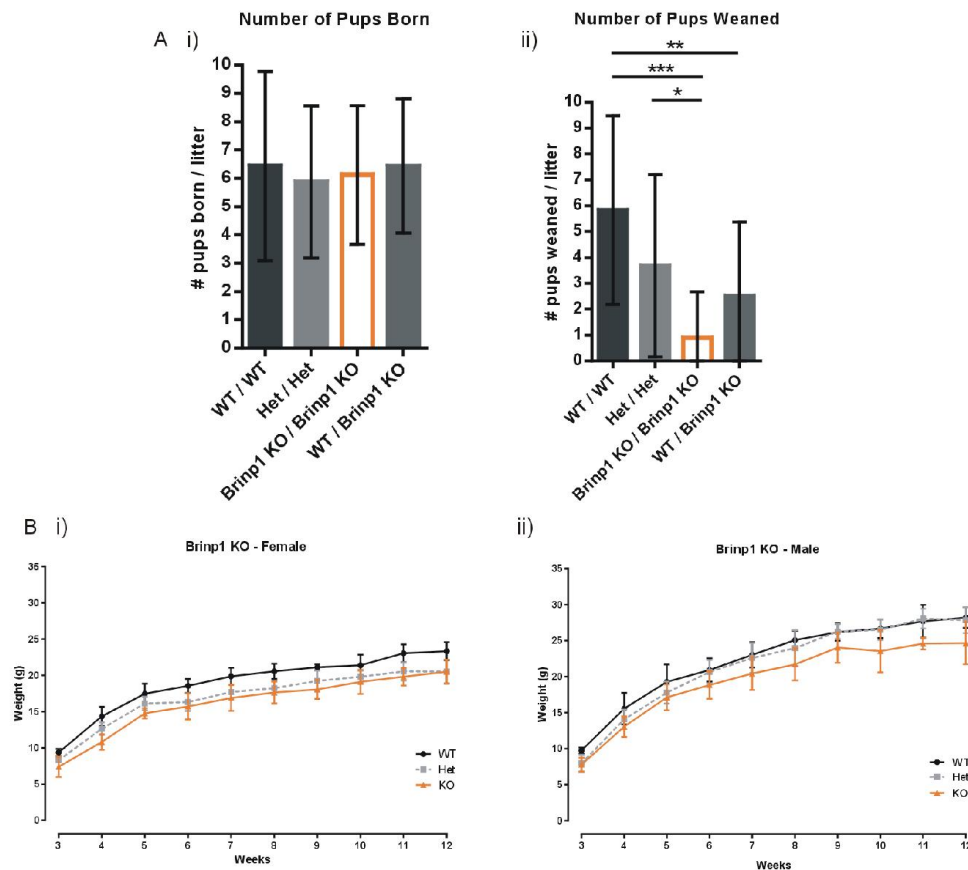 Number of Pups Born
A i)
# pups born / litter
10
9
8
7
6
5
4
3
2
1
0
WT / WT
Het / Het
Brinp1 KO / Brinp1 KO
WT / Brinp1 KO
Number of Pups Weaned
ii)
**
***
*
# pups weaned / litter
10
9
8
7
6
5
4
3
2
1
0
WT / WT
Het / Het
Brinp1 KO / Brinp1 KO
WT / Brinp1 KO
B i)
Brinp1 KO - Female
Weight (g)
35
30
25
20
15
10
5
0
WT
Het
KO
3 4 5 6 7 8 9 10 11 12
Weeks
ii)
Brinp1 KO - Male
Weight (g)
35
30
25
20
15
10
5
0
WT
Het
KO
3 4 5 6 7 8 9 10 11 12
Weeks